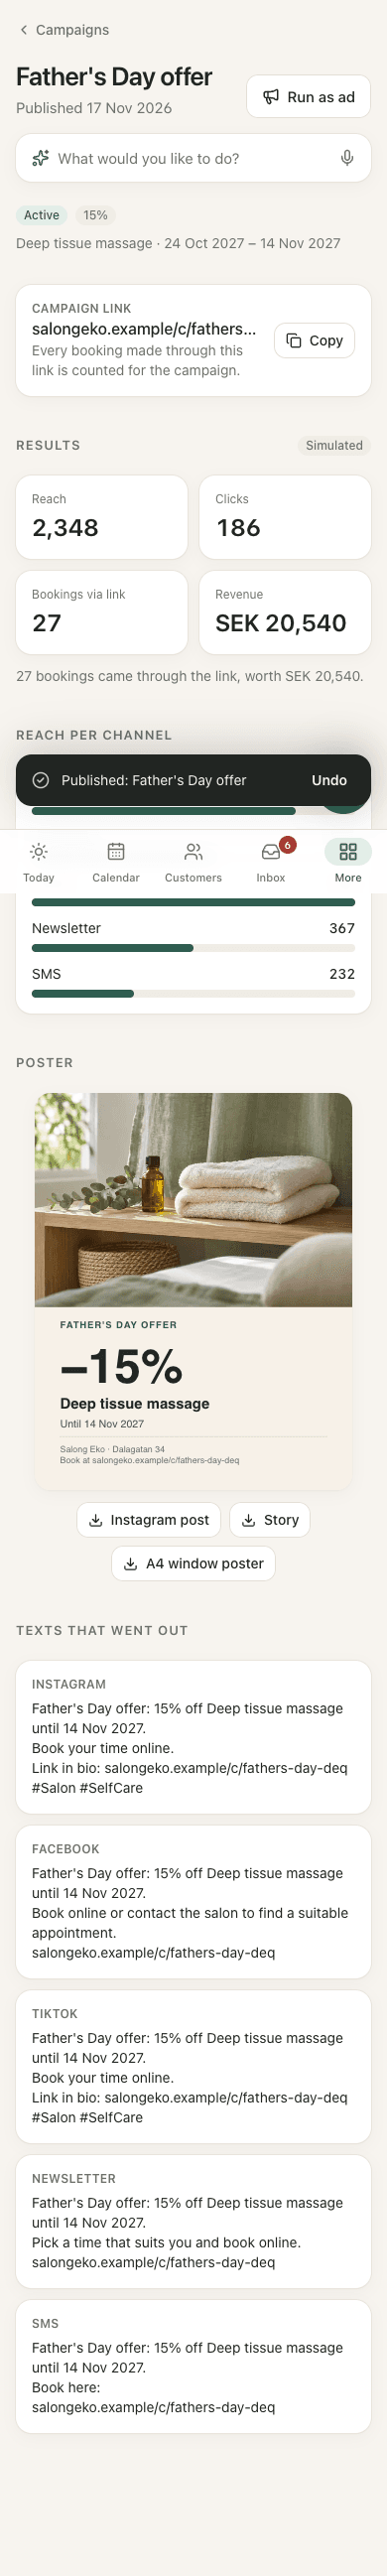 Campaigns
Father's Day offer
Published 17 Nov 2026
Run as ad
What would you like to do?
Active
15%
Deep tissue massage · 24 Oct 2027 – 14 Nov 2027
CAMPAIGN LINK
salongeko.example/c/fathers...
Every booking made through this
link is counted for the campaign.
Copy
RESULTS
Simulated
Reach
2,348
Clicks
186
Bookings via link
27
Revenue
SEK 20,540
27 bookings came through the link, worth SEK 20,540.
REACH PER CHANNEL
Published: Father's Day offer
Undo
Today
Calendar
Customers
Inbox
6
More
Newsletter
367
SMS
232
POSTER
FATHER'S DAY OFFER
–15%
Deep tissue massage
Until 14 Nov 2027
Salong Eko · Dalagatan 34
Book at salongeko.example/c/fathers-day-deq
Instagram post
Story
A4 window poster
TEXTS THAT WENT OUT
INSTAGRAM
Father's Day offer: 15% off Deep tissue massage
until 14 Nov 2027.
Book your time online.
Link in bio: salongeko.example/c/fathers-day-deq
#Salon #SelfCare
FACEBOOK
Father's Day offer: 15% off Deep tissue massage
until 14 Nov 2027.
Book online or contact the salon to find a suitable
appointment.
salongeko.example/c/fathers-day-deq
TIKTOK
Father's Day offer: 15% off Deep tissue massage
until 14 Nov 2027.
Book your time online.
Link in bio: salongeko.example/c/fathers-day-deq
#Salon #SelfCare
NEWSLETTER
Father's Day offer: 15% off Deep tissue massage
until 14 Nov 2027.
Pick a time that suits you and book online.
salongeko.example/c/fathers-day-deq
SMS
Father's Day offer: 15% off Deep tissue massage
until 14 Nov 2027.
Book here:
salongeko.example/c/fathers-day-deq